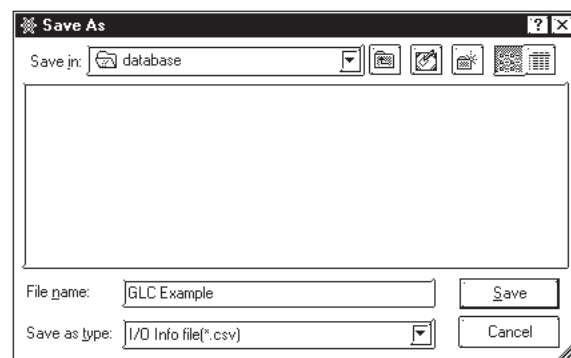 Save As
Save in: database
File name: GLC Example
Save
Save as type: I/O Info file(*.csv)
Cancel